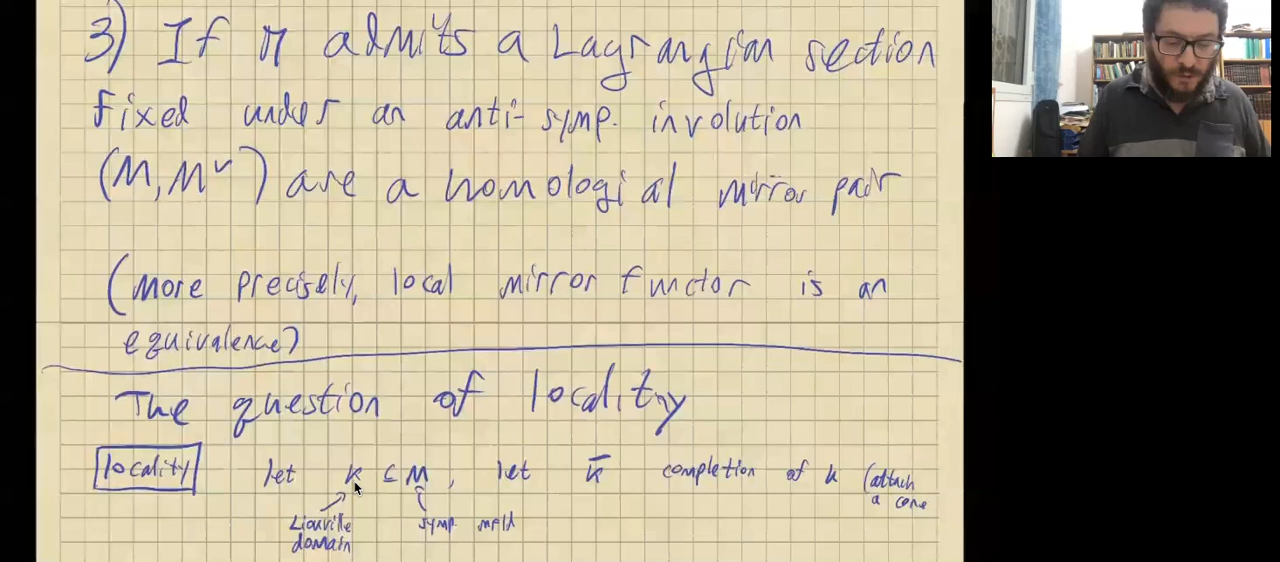 3) If π admits a Lagrangian section
fixed under an anti-symp. involution
(M, M^∨) are a homologial mirror pair
(more precisely, local mirror functor is an
equivalence)
The question of locality
locality let K ⊆ M, let K̄ completion of K (attach
a cone
Liouville symp. mfld
domain